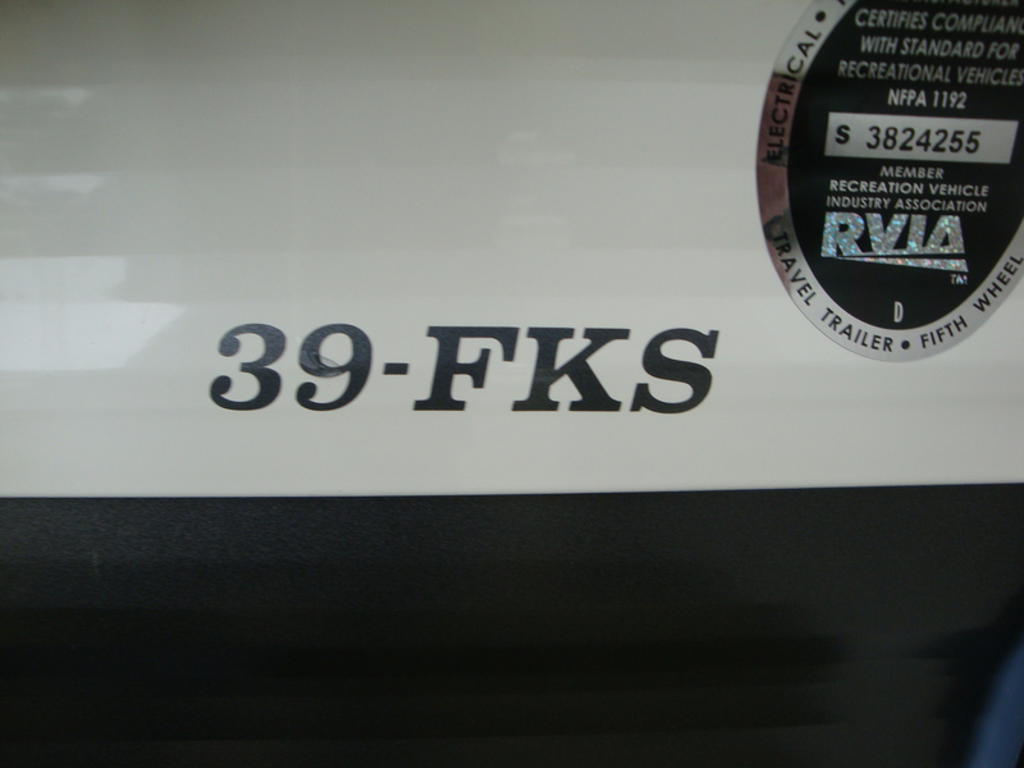 ELECTRICAL •
CERTIFIES COMPLIANC
WITH STANDARD FOR
RECREATIONAL VEHICLES
NFPA 1192
S 3824255
MEMBER
RECREATION VEHICLE
INDUSTRY ASSOCIATION
RVIA
TM
D
TRAVEL TRAILER • FIFTH WHEEL
39-FKS